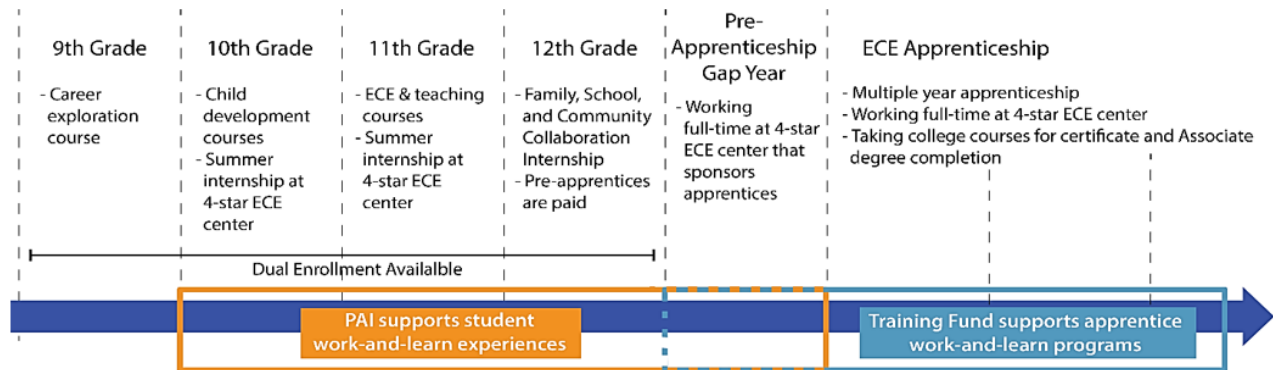 9th Grade
- Career
exploration
course
10th Grade
- Child
development
courses
- Summer
internship at
4-star ECE
center
11th Grade
- ECE & teaching
courses
- Summer
internship at
4-star ECE
center
12th Grade
- Family, School,
and Community
Collaboration
Internship
- Pre-apprentices
are paid
Pre-
Apprenticeship
Gap Year
- Working
full-time at 4-star
ECE center that
sponsors
apprentices
ECE Apprenticeship
- Multiple year apprenticeship
- Working full-time at 4-star ECE center
- Taking college courses for certificate and Associate
degree completion
Dual Enrollment Availalble
PAI supports student
work-and-learn experiences
Training Fund supports apprentice
work-and-learn programs